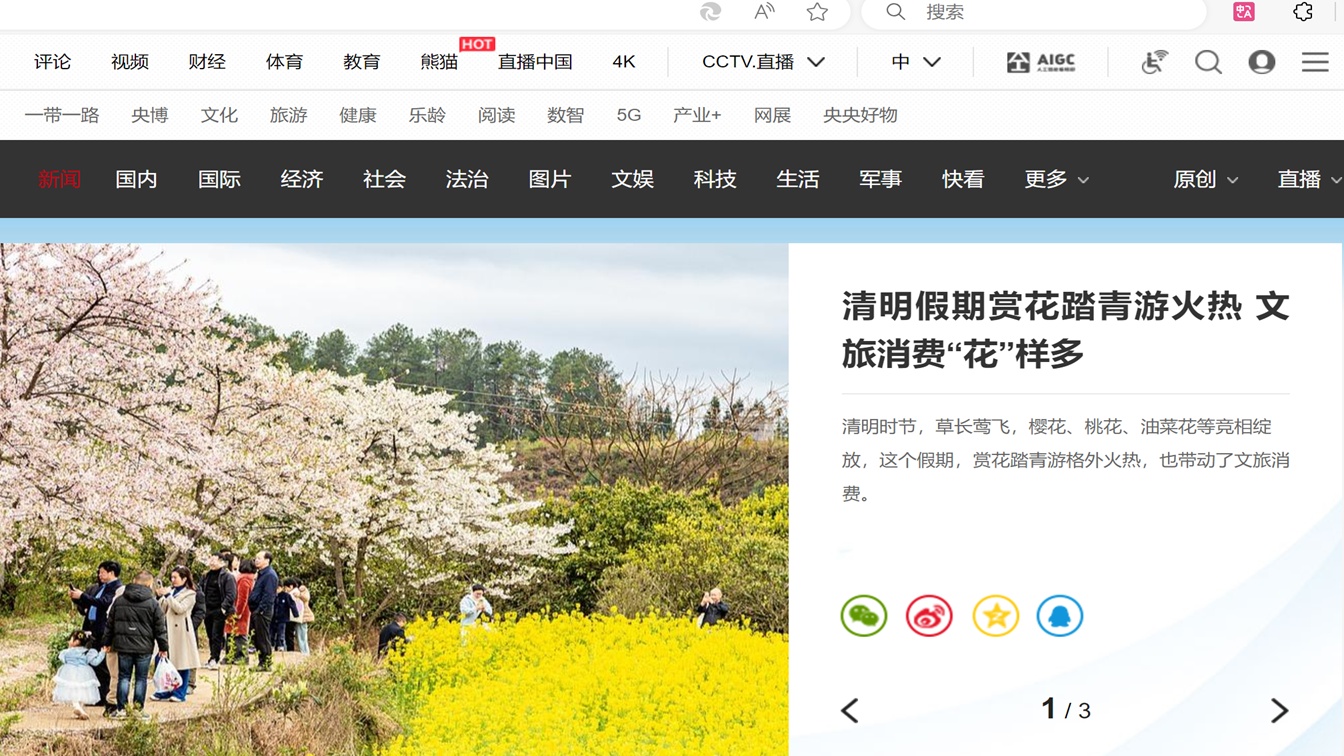 搜索
评论 视频 财经 体育 教育 熊猫 HOT 直播中国 4K CCTV.直播 中 AIGC
一带一路 央博 文化 旅游 健康 乐龄 阅读 数智 5G 产业+ 网展 央央好物
新闻 国内 国际 经济 社会 法治 图片 文娱 科技 生活 军事 快看 更多 原创 直播
清明假期赏花踏青游火热 文
旅消费“花”样多
清明时节，草长莺飞，樱花、桃花、油菜花等竞相绽
放，这个假期，赏花踏青游格外火热，也带动了文旅消
费。
1 / 3